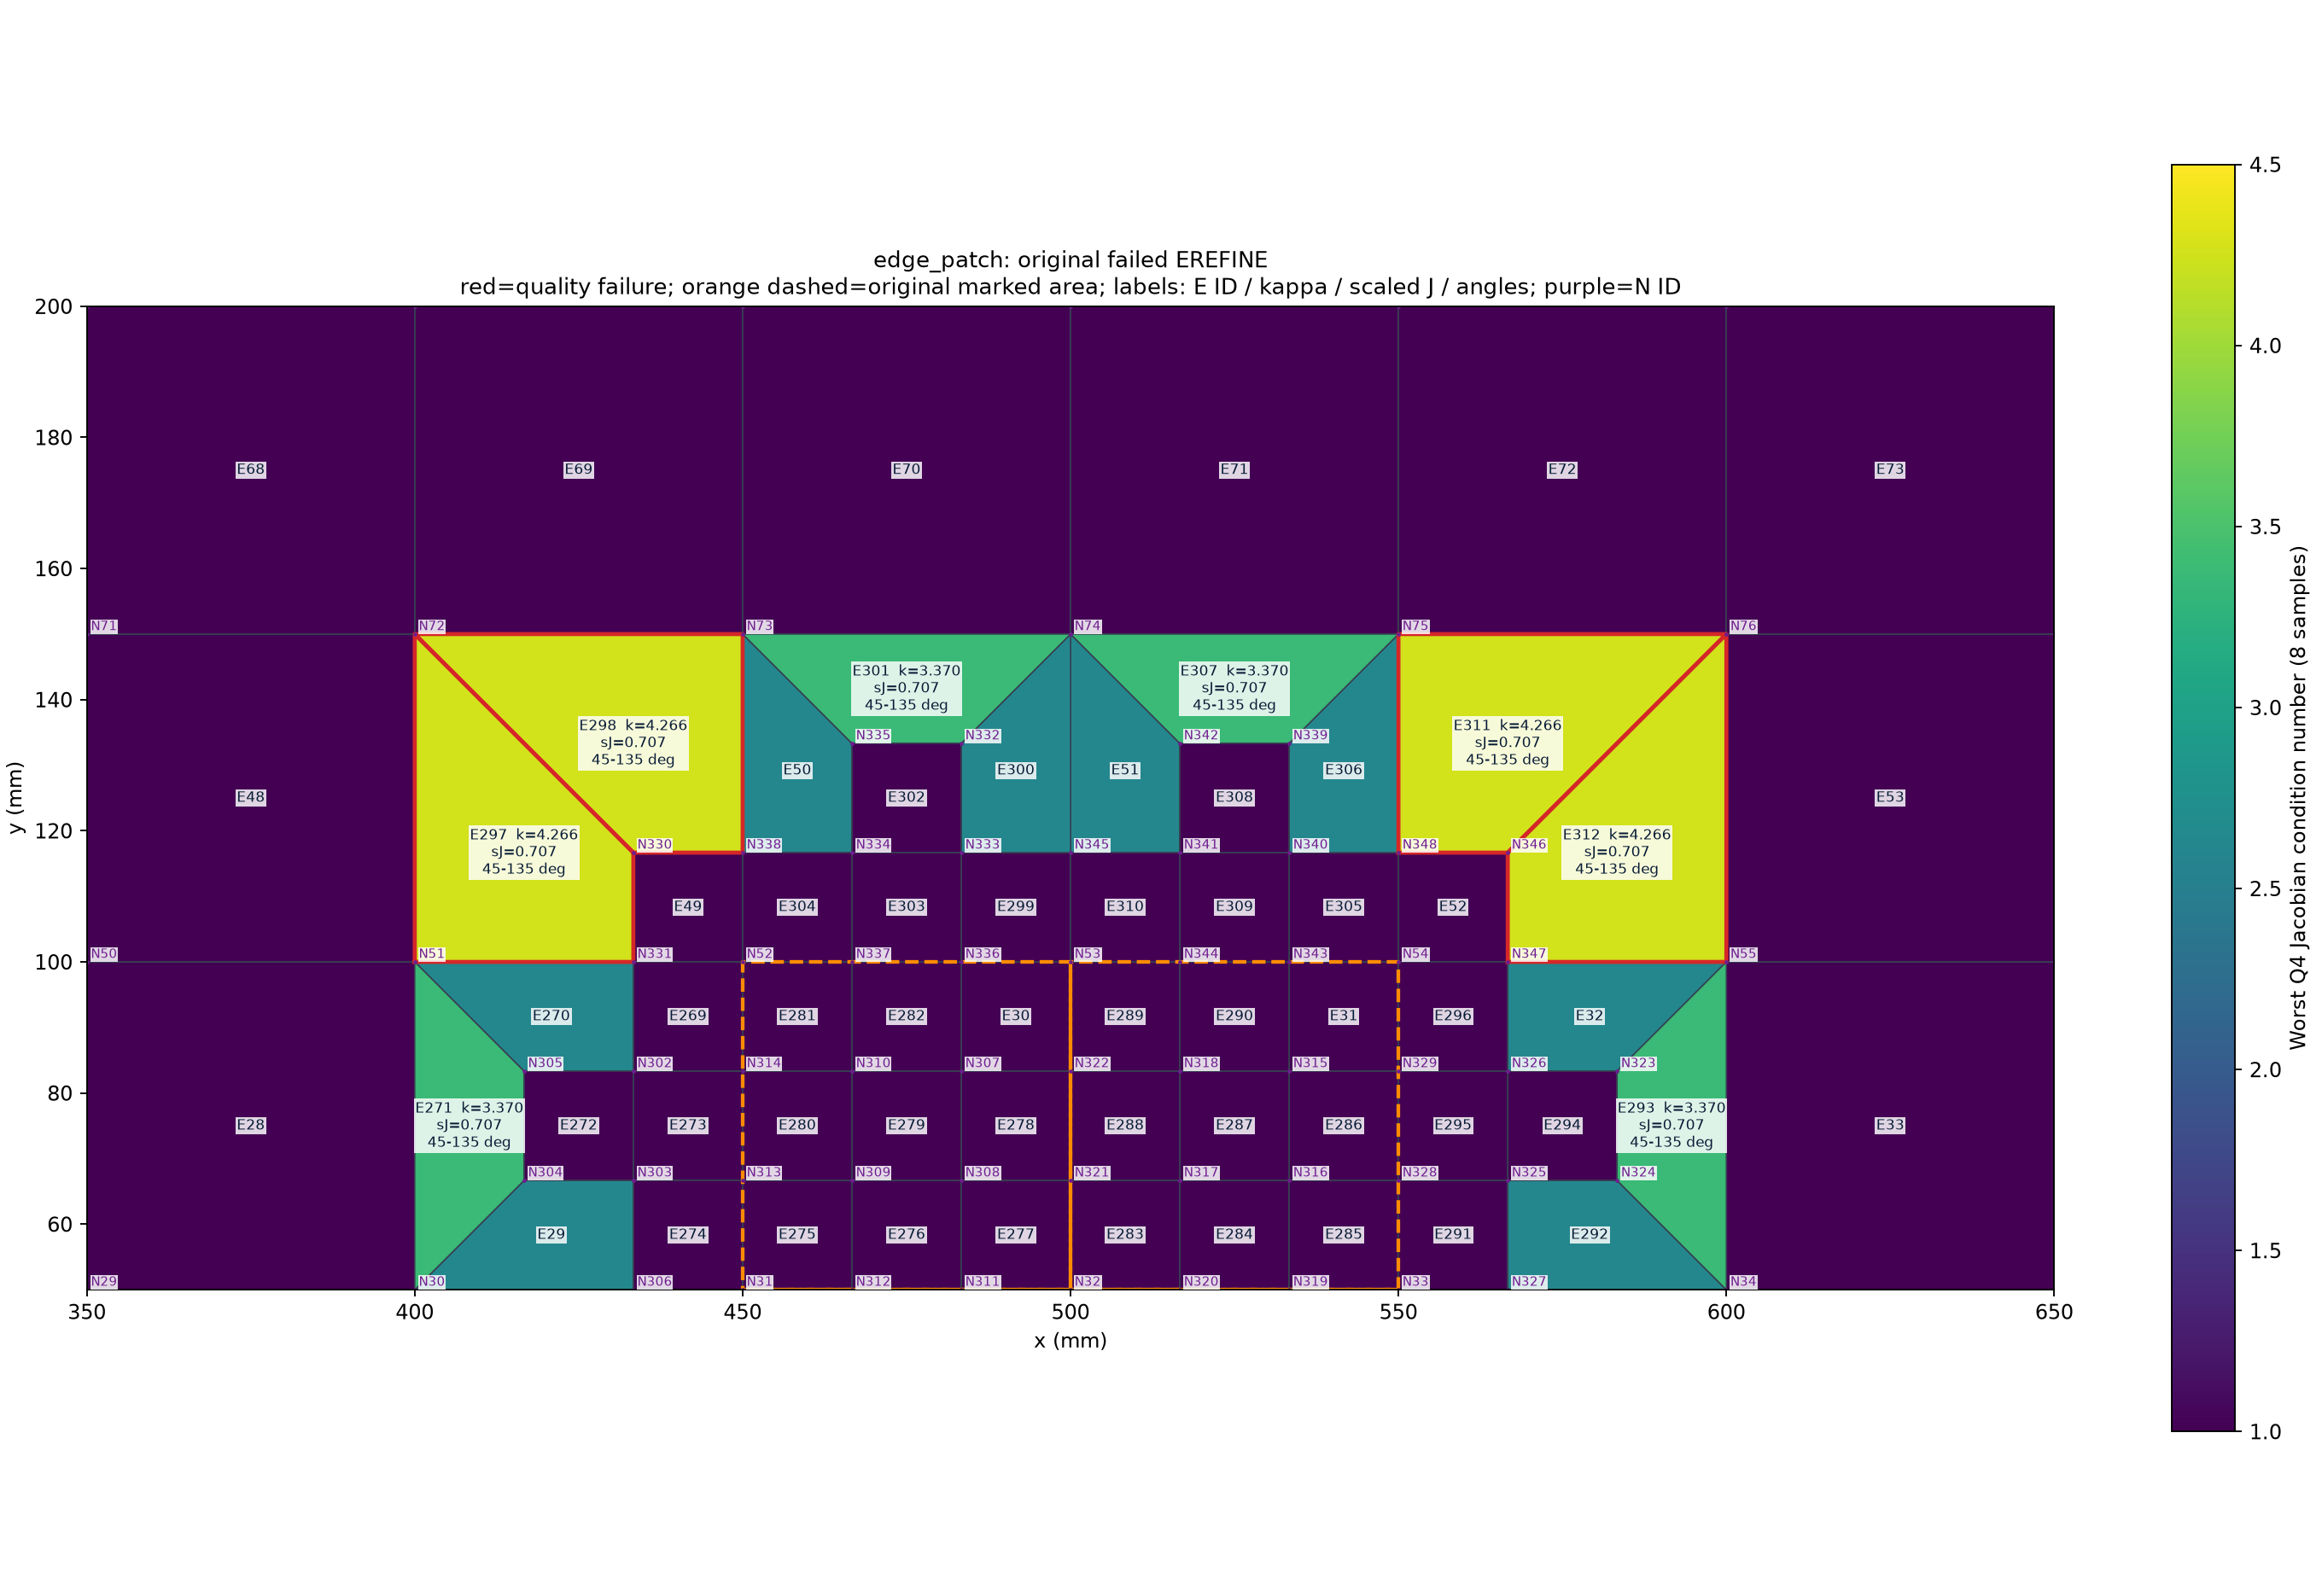 edge_patch: original failed EREFINE
red=quality failure; orange dashed=original marked area; labels: E ID / kappa / scaled J / angles; purple=N ID
200
180
160
140
120
100
80
60
y (mm)
E68
E69
E70
E71
E72
E73
N71
N72
N73
N74
N75
N76
E301 k=3.370
sJ=0.707
45-135 deg
E307 k=3.370
sJ=0.707
45-135 deg
E298 k=4.266
sJ=0.707
45-135 deg
E311 k=4.266
sJ=0.707
45-135 deg
N335
N332
N342
N339
E50
E300
E51
E306
E48
E302
E308
E53
E297 k=4.266
sJ=0.707
45-135 deg
E312 k=4.266
sJ=0.707
45-135 deg
N330
N338
N334
N333
N345
N341
N340
N348
N346
E49
E304
E303
E299
E310
E309
E305
E52
N50
N51
N331
N52
N337
N336
N53
N344
N343
N54
N347
N55
E270
E269
E281
E282
E30
E289
E290
E31
E296
E32
N305
N302
N314
N310
N307
N322
N318
N315
N329
N326
N323
E28
E271 k=3.370
sJ=0.707
45-135 deg
E272
E273
E280
E279
E278
E288
E287
E286
E295
E294
E293 k=3.370
sJ=0.707
45-135 deg
E33
N304
N303
N313
N309
N308
N321
N317
N316
N328
N325
N324
E29
E274
E275
E276
E277
E283
E284
E285
E291
E292
N29
N30
N306
N31
N312
N311
N32
N320
N319
N33
N327
N34
350
400
450
500
550
600
650
x (mm)
4.5
4.0
3.5
3.0
2.5
2.0
1.5
1.0
Worst Q4 Jacobian condition number (8 samples)